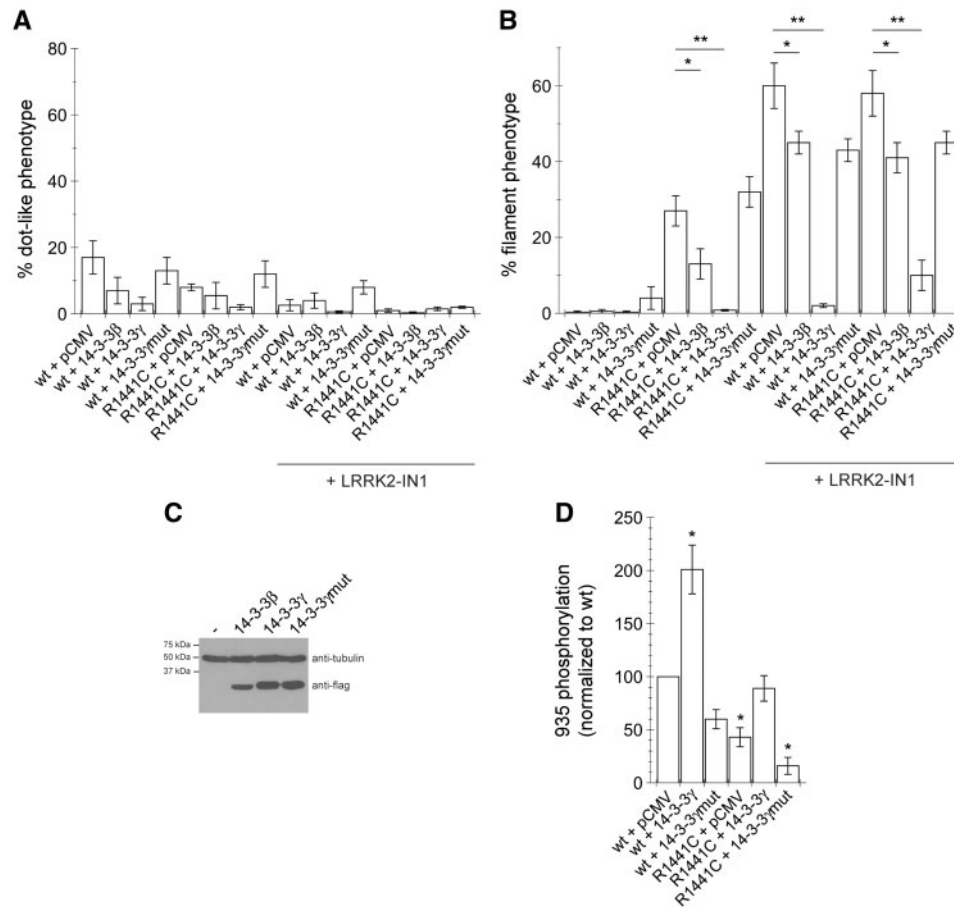 A
% dot-like phenotype
80
60
40
20
0
wt + pCMV
wt + 14-3-3β
wt + 14-3-3γ
wt + 14-3-3γmut
R1441C + pCMV
R1441C + 14-3-3β
R1441C + 14-3-3γ
R1441C + 14-3-3γmut
wt + pCMV
wt + 14-3-3β
wt + 14-3-3γ
wt + 14-3-3γmut
R1441C + pCMV
R1441C + 14-3-3β
R1441C + 14-3-3γ
R1441C + 14-3-3γmut
+ LRRK2-IN1
B
% filament phenotype
60
40
20
0
** ** **
* * *
wt + pCMV
wt + 14-3-3β
wt + 14-3-3γ
wt + 14-3-3γmut
R1441C + pCMV
R1441C + 14-3-3β
R1441C + 14-3-3γ
R1441C + 14-3-3γmut
wt + pCMV
wt + 14-3-3β
wt + 14-3-3γ
wt + 14-3-3γmut
R1441C + pCMV
R1441C + 14-3-3β
R1441C + 14-3-3γ
R1441C + 14-3-3γmut
+ LRRK2-IN1
C
-
14-3-3β
14-3-3γ
14-3-3γmut
75 kDa
50 kDa
37 kDa
anti-tubulin
anti-flag
D
935 phosphorylation
(normalized to wt)
250
200
150
100
50
0
*
*
*
wt + pCMV
wt + 14-3-3γ
wt + 14-3-3γmut
R1441C + pCMV
R1441C + 14-3-3γ
R1441C + 14-3-3γmut